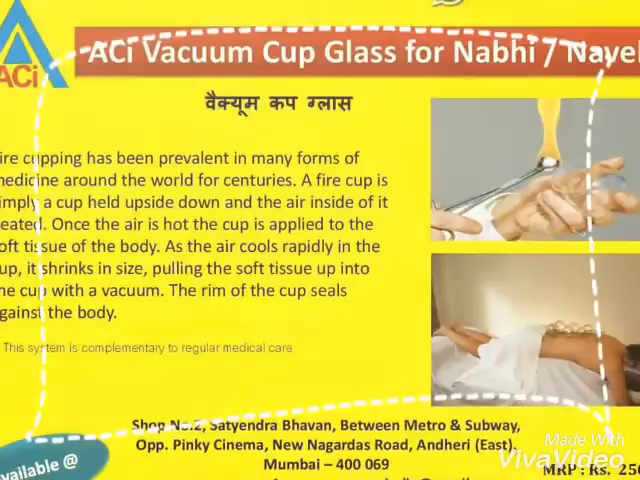 ACi
ACi Vacuum Cup Glass for Nabhi / Navel
वैक्यूम कप ग्लास
ire cupping has been prevalent in many forms of
medicine around the world for centuries. A fire cup is
imply a cup held upside down and the air inside of it
eated. Once the air is hot the cup is applied to the
oft tissue of the body. As the air cools rapidly in the
up, it shrinks in size, pulling the soft tissue up into
he cup with a vacuum. The rim of the cup seals
gainst the body.
This system is complementary to regular medical care
Shop No.2, Satyendra Bhavan, Between Metro & Subway,
Opp. Pinky Cinema, New Nagardas Road, Andheri (East).
Mumbai – 400 069
vailable @
MRP : Rs. 250
Made With
VivaVideo